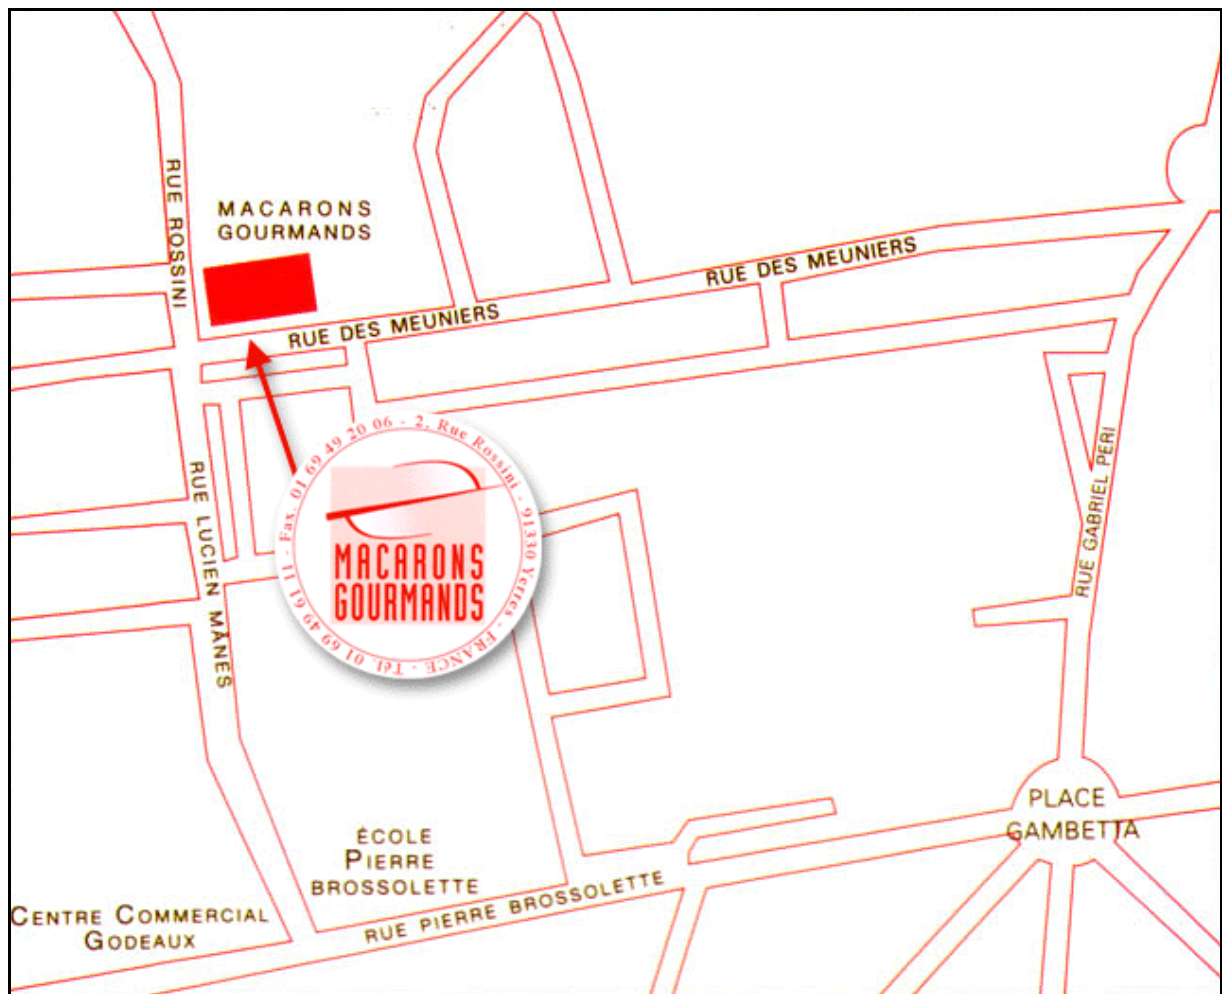 RUE ROSSINI
MACARONS
GOURMANDS
RUE DES MEUNIERS
RUE DES MEUNIERS
Tél. 01 69 49 61 11 - Fax. 01 69 49 20 06 - 2, Rue Rossini - 91330 Yerres - FRANCE -
MACARONS
GOURMANDS
RUE GABRIEL PERI
RUE LUCIEN MÂNES
PLACE
GAMBETTA
ÉCOLE
PIERRE
BROSSOLETTE
RUE PIERRE BROSSOLETTE
CENTRE COMMERCIAL
GODEAUX